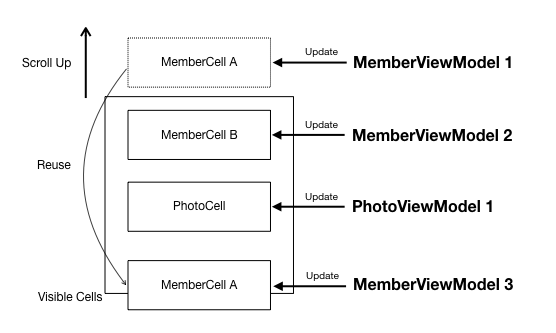 Scroll Up
MemberCell A
Update
MemberViewModel 1
MemberCell B
Update
MemberViewModel 2
Reuse
PhotoCell
Update
PhotoViewModel 1
MemberCell A
Update
MemberViewModel 3
Visible Cells